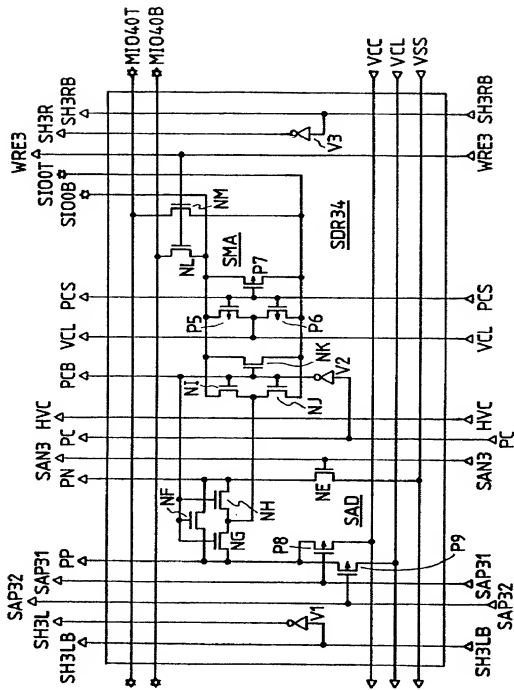 SH3LB
SH3L
SAP32
SAP31
PP
PN
SAN3
PC
HVC
PCB
VCL
PCS
SIO0B
SIO0T
WRE3
SH3R
SH3RB
MIO40T
MIO40B
NF
NG
NH
NI
NJ
NK
P5
P6
P7
SMA
NL
NM
SDR34
V1
V2
V3
P8
P9
SAD
NE
VCC
VCL
VSS
SH3LB
SAP32
SAP31
SAN3
PC
HVC
VCL
PCS
WRE3
SH3RB